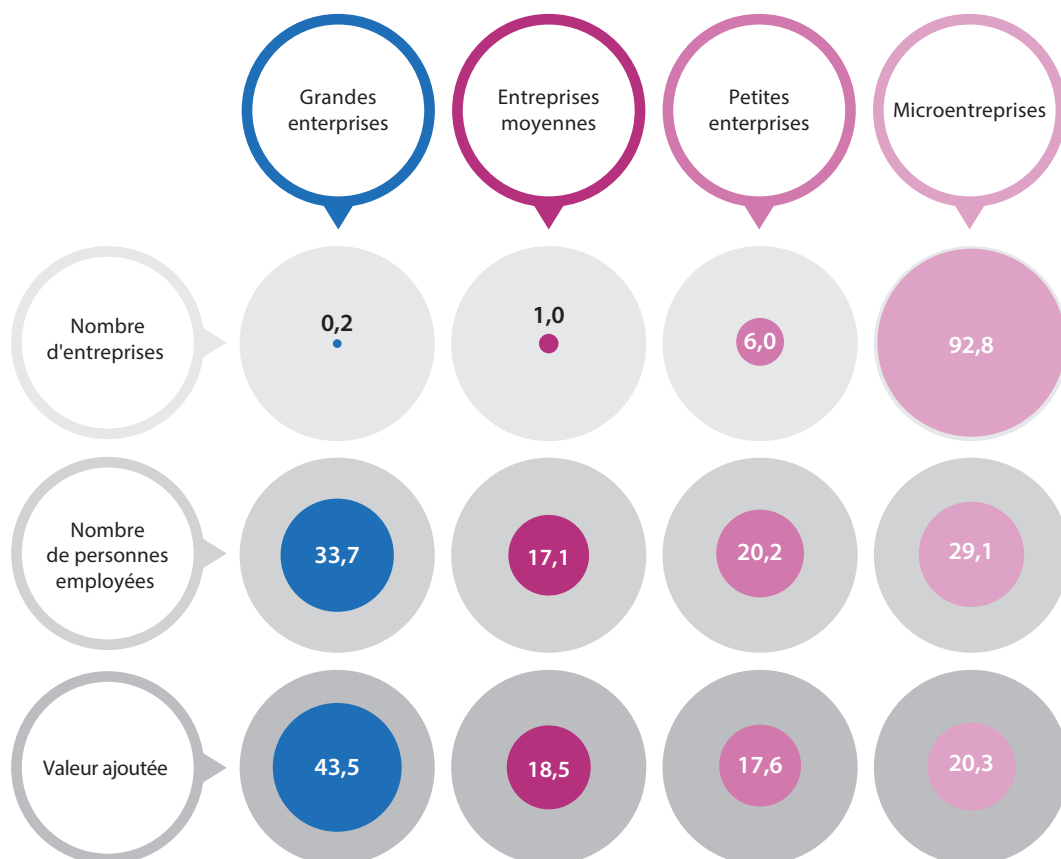 Grandes
enterprises
Entreprises
moyennes
Petites
enterprises
Microentreprises
Nombre
d'entreprises
0,2
1,0
6,0
92,8
Nombre
de personnes
employées
33,7
17,1
20,2
29,1
Valeur ajoutée
43,5
18,5
17,6
20,3